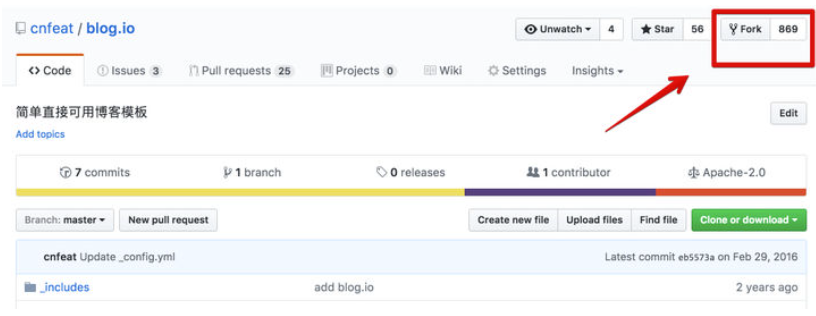 cnfeat / blog.io Unwatch 4 Star 56 Fork 869
Code Issues 3 Pull requests 25 Projects 0 Wiki Settings Insights
简单直接可用博客模板 Edit
Add topics
7 commits 1 branch 0 releases 1 contributor Apache-2.0
Branch: master New pull request Create new file Upload files Find file Clone or download
cnfeat Update _config.yml Latest commit eb5573a on Feb 29, 2016
_includes add blog.io 2 years ago